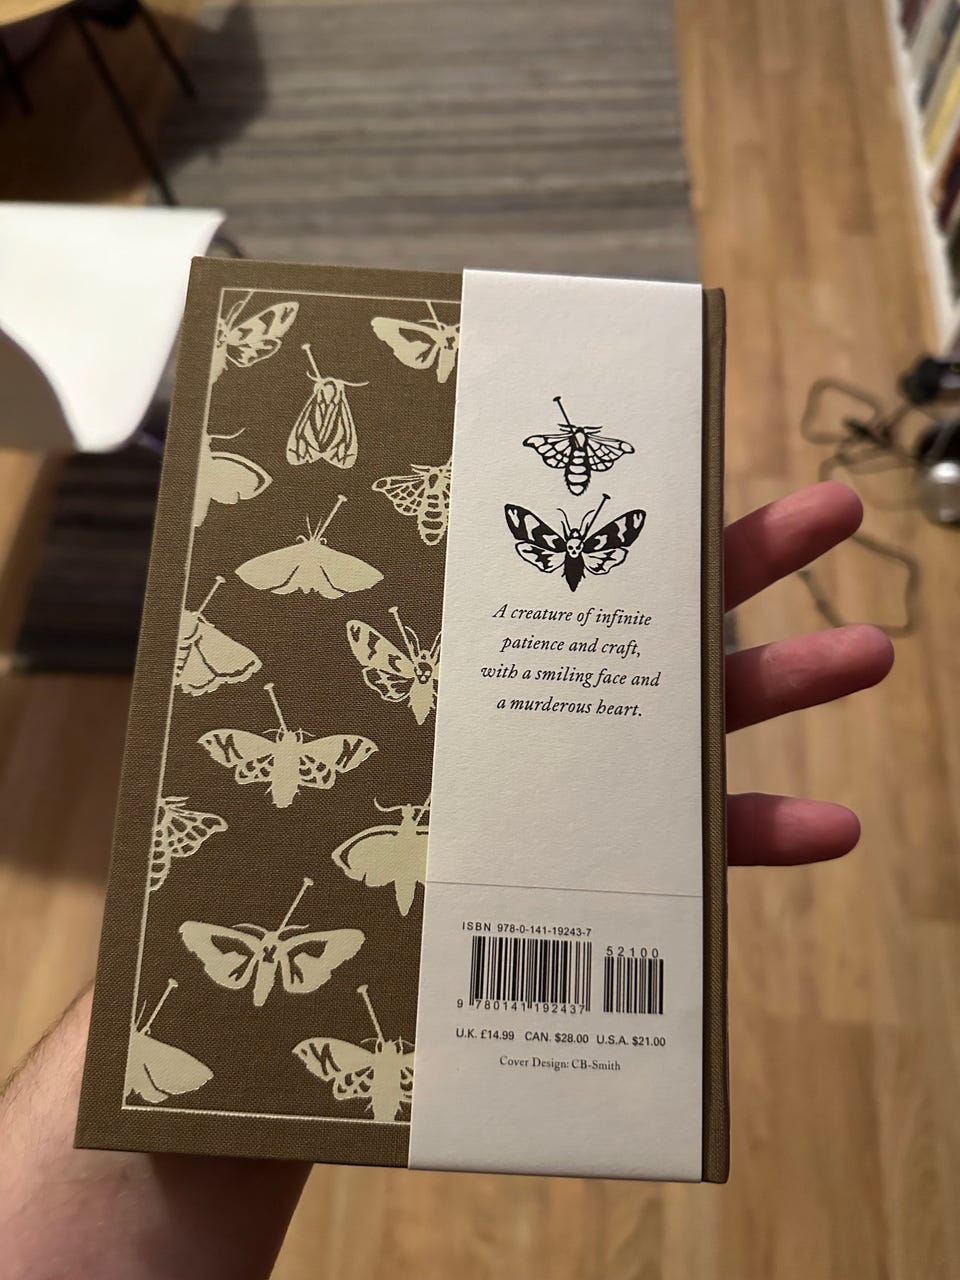 A creature of infinite
patience and craft,
with a smiling face and
a murderous heart.
ISBN 978-0-141-19243-7
52100
9 780141 192437
U.K. £14.99 CAN. $28.00 U.S.A. $21.00
Cover Design: CB-Smith